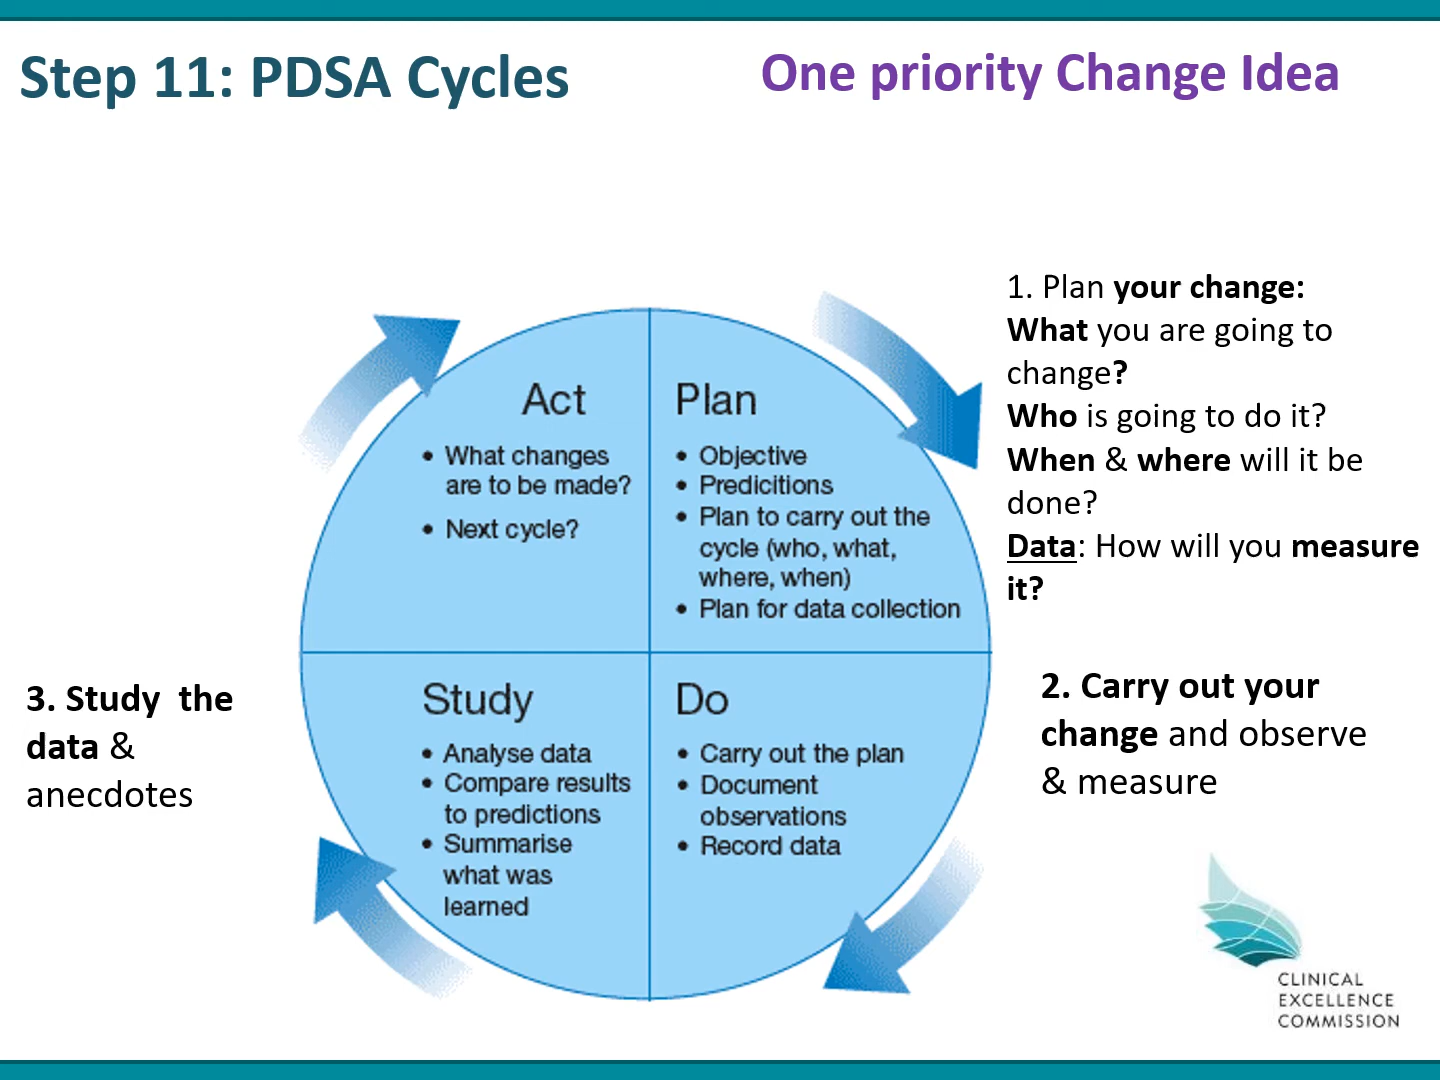 Step 11: PDSA Cycles
One priority Change Idea
1. Plan your change:
What you are going to
change?
Who is going to do it?
When & where will it be
done?
Data: How will you measure
it?
Act
• What changes
are to be made?
• Next cycle?
Plan
• Objective
• Predicitions
• Plan to carry out the
cycle (who, what,
where, when)
• Plan for data collection
3. Study the
data &
anecdotes
Study
• Analyse data
• Compare results
to predictions
• Summarise
what was
learned
Do
• Carry out the plan
• Document
observations
• Record data
2. Carry out your
change and observe
& measure
CLINICAL
EXCELLENCE
COMMISSION